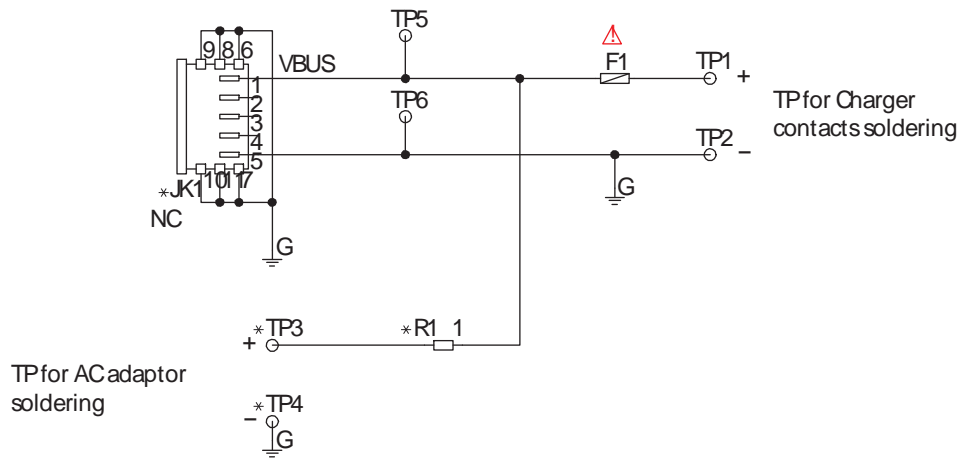 TP5
9 8 6
F1
VBUS
TP1
+
1
2
3
4
5
TP6
TP for Charger
contacts soldering
TP2
−
10 11 7
*JK1
NC
G
G
*TP3
+
*R1 1
TP for AC adaptor
soldering
*TP4
−
G